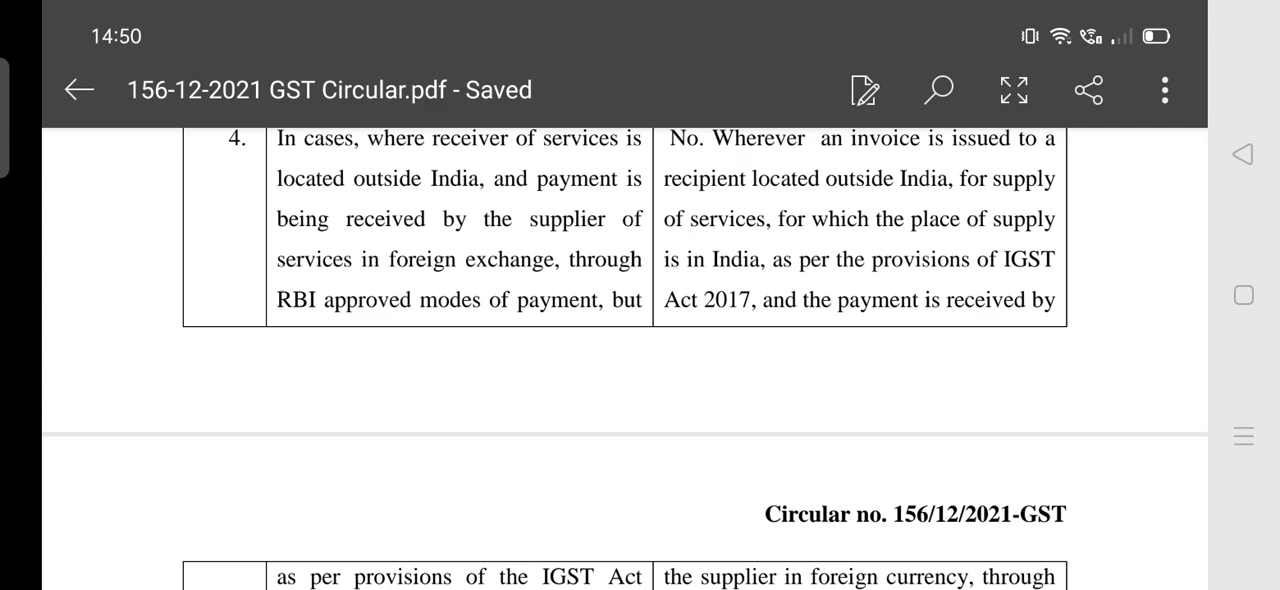 14:50
156-12-2021 GST Circular.pdf - Saved
4. In cases, where receiver of services is
located outside India, and payment is
being received by the supplier of
services in foreign exchange, through
RBI approved modes of payment, but
No. Wherever an invoice is issued to a
recipient located outside India, for supply
of services, for which the place of supply
is in India, as per the provisions of IGST
Act 2017, and the payment is received by
Circular no. 156/12/2021-GST
as per provisions of the IGST Act
the supplier in foreign currency, through